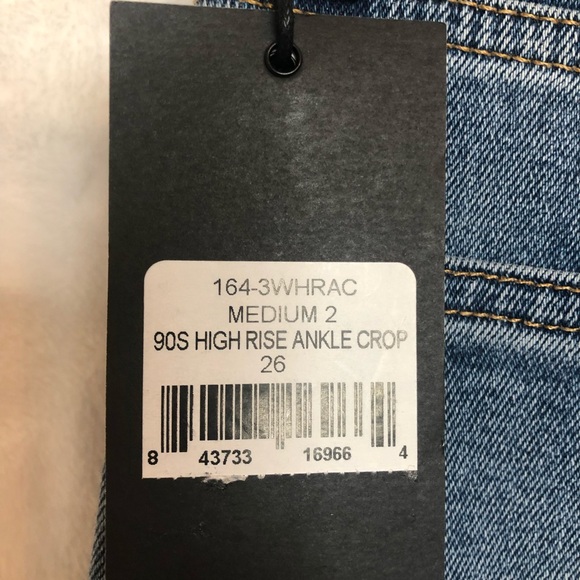 164-3WHRAC
MEDIUM 2
90S HIGH RISE ANKLE CROP
26
8 43733 16966 4